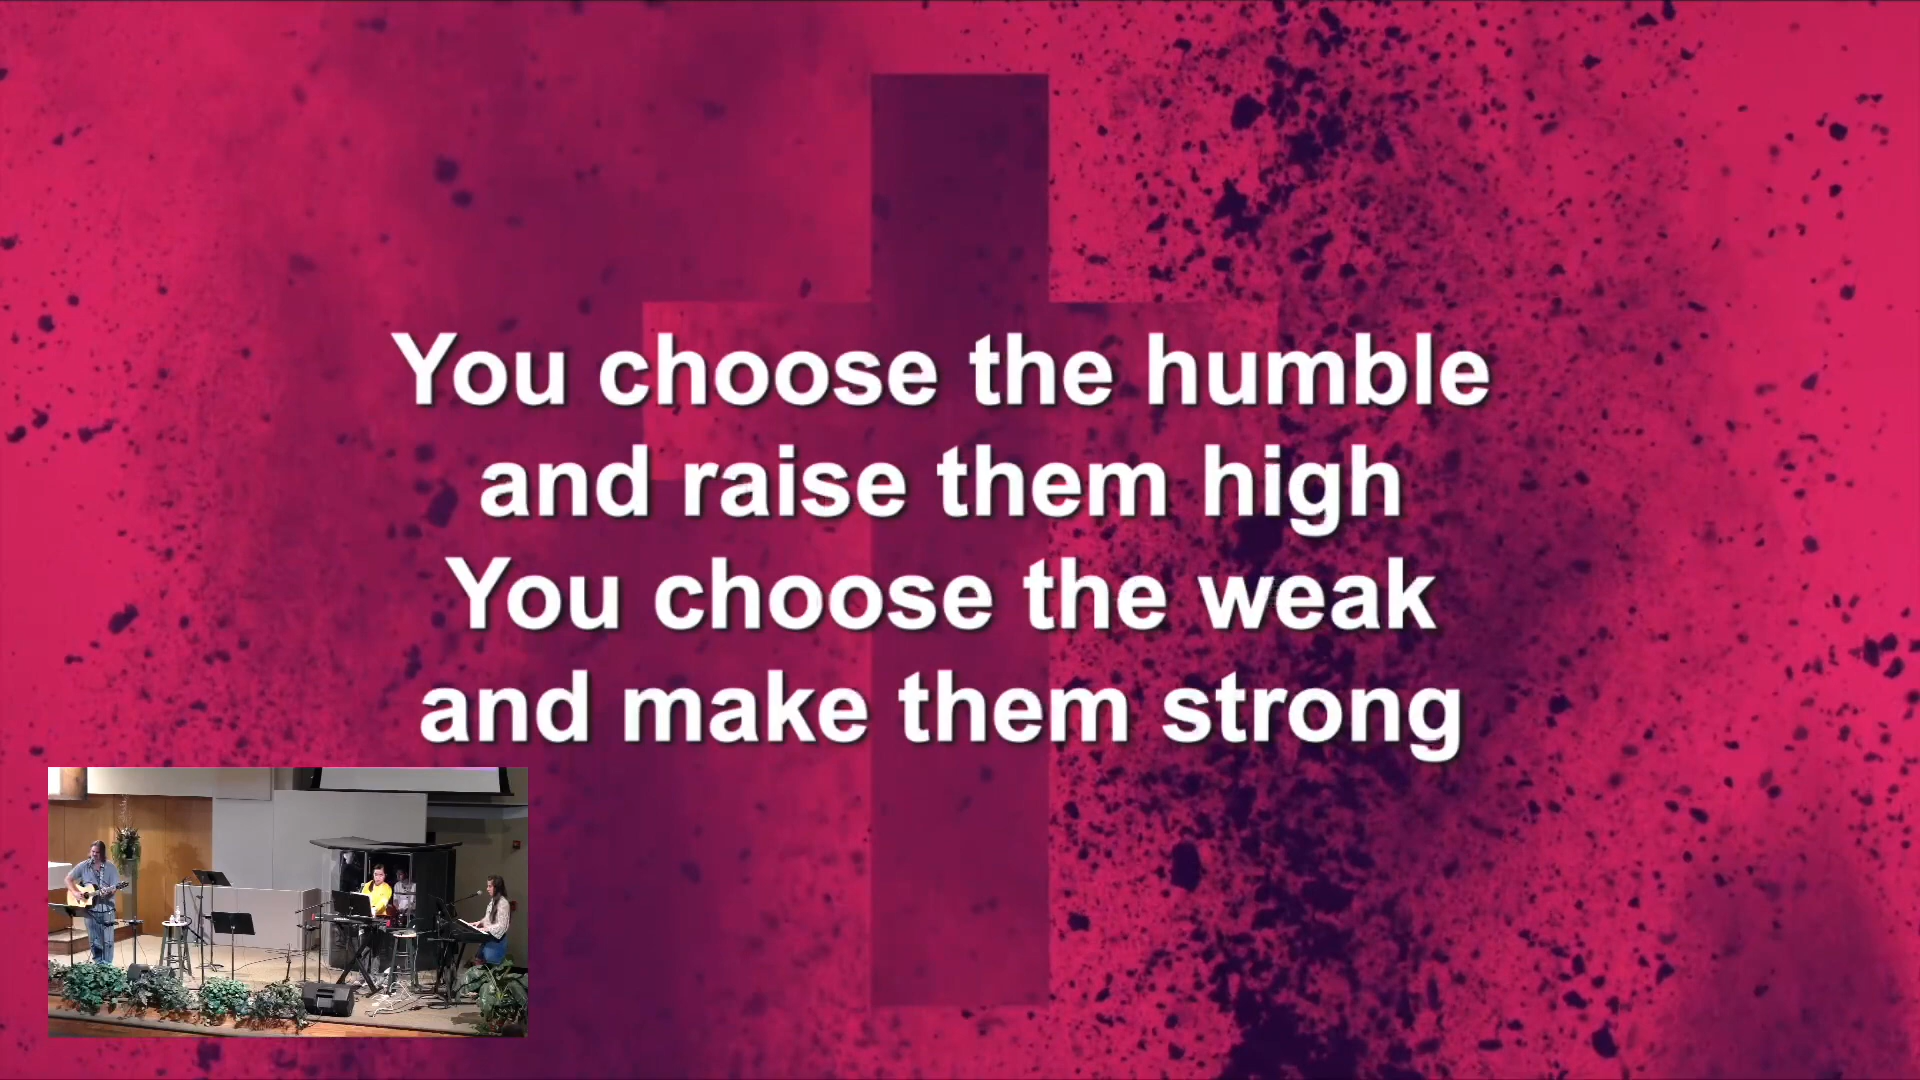 You choose the humble
and raise them high
You choose the weak
and make them strong